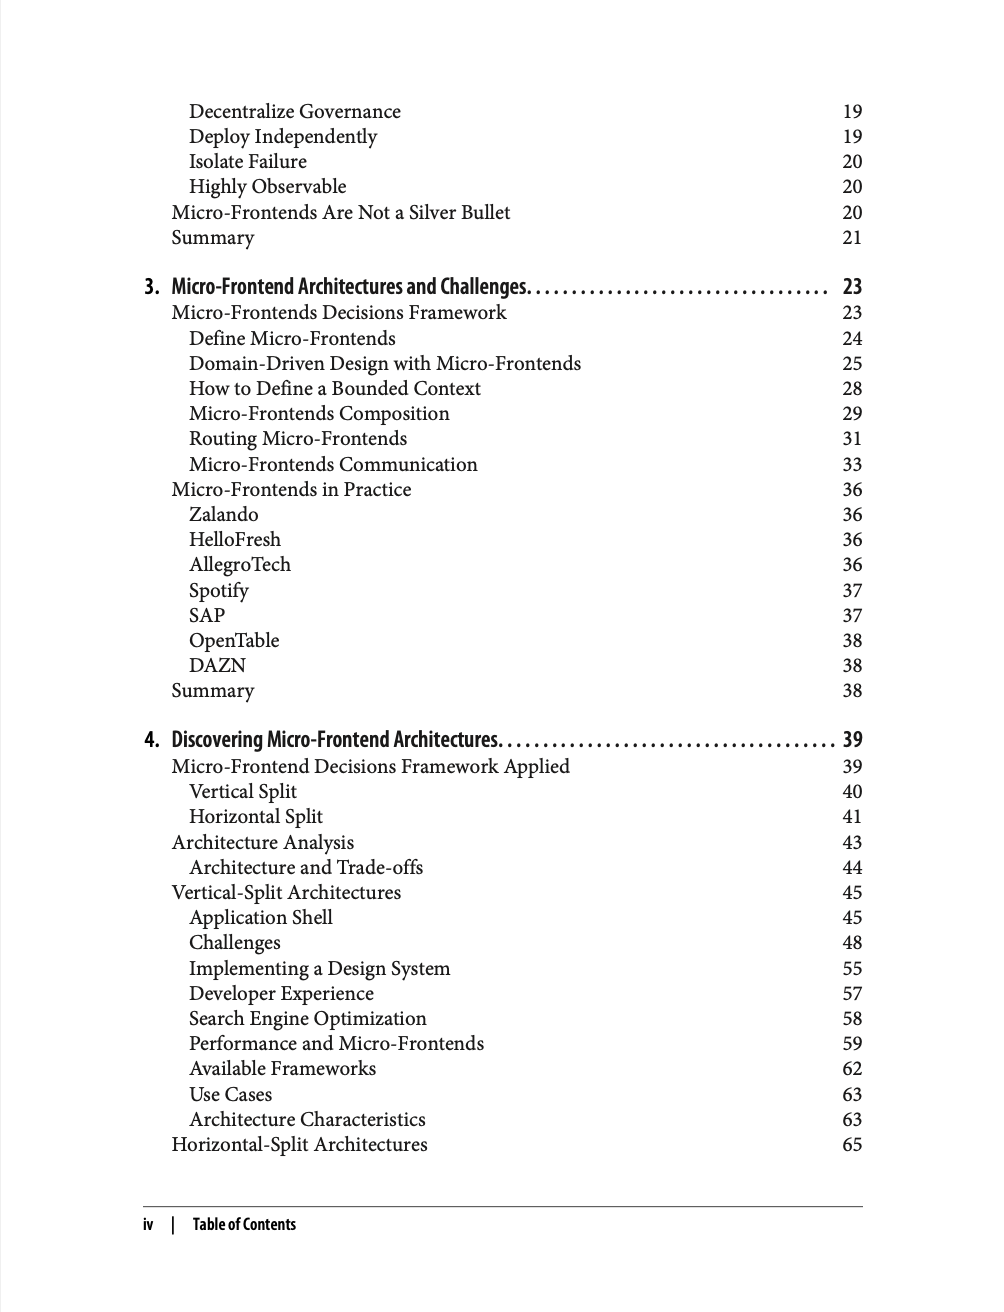 Decentralize Governance 19
Deploy Independently 19
Isolate Failure 20
Highly Observable 20
Micro-Frontends Are Not a Silver Bullet 20
Summary 21
3. Micro-Frontend Architectures and Challenges. . . . . . . . . . . . . . . . . . . . . . . . . . . . . . . . . . 23
Micro-Frontends Decisions Framework 23
Define Micro-Frontends 24
Domain-Driven Design with Micro-Frontends 25
How to Define a Bounded Context 28
Micro-Frontends Composition 29
Routing Micro-Frontends 31
Micro-Frontends Communication 33
Micro-Frontends in Practice 36
Zalando 36
HelloFresh 36
AllegroTech 36
Spotify 37
SAP 37
OpenTable 38
DAZN 38
Summary 38
4. Discovering Micro-Frontend Architectures. . . . . . . . . . . . . . . . . . . . . . . . . . . . . . . . . . . . . . 39
Micro-Frontend Decisions Framework Applied 39
Vertical Split 40
Horizontal Split 41
Architecture Analysis 43
Architecture and Trade-offs 44
Vertical-Split Architectures 45
Application Shell 45
Challenges 48
Implementing a Design System 55
Developer Experience 57
Search Engine Optimization 58
Performance and Micro-Frontends 59
Available Frameworks 62
Use Cases 63
Architecture Characteristics 63
Horizontal-Split Architectures 65
iv | Table of Contents